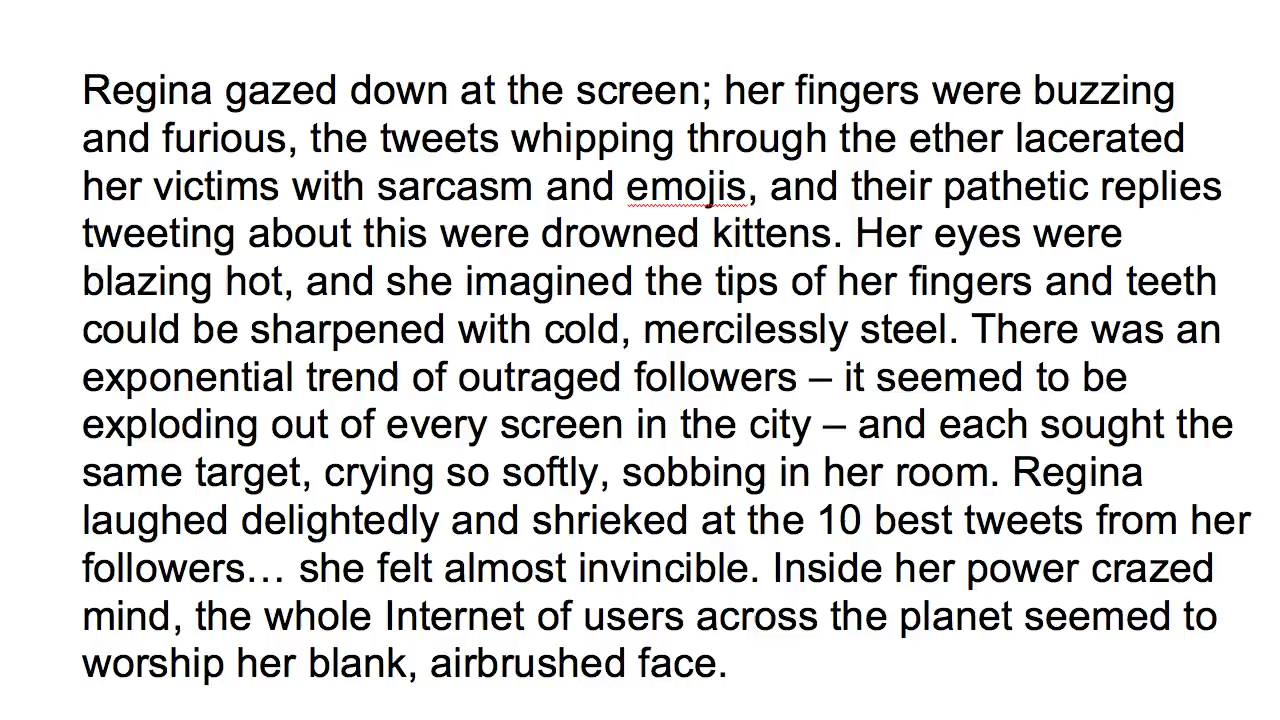 Regina gazed down at the screen; her fingers were buzzing
and furious, the tweets whipping through the ether lacerated
her victims with sarcasm and emojis, and their pathetic replies
tweeting about this were drowned kittens. Her eyes were
blazing hot, and she imagined the tips of her fingers and teeth
could be sharpened with cold, mercilessly steel. There was an
exponential trend of outraged followers – it seemed to be
exploding out of every screen in the city – and each sought the
same target, crying so softly, sobbing in her room. Regina
laughed delightedly and shrieked at the 10 best tweets from her
followers… she felt almost invincible. Inside her power crazed
mind, the whole Internet of users across the planet seemed to
worship her blank, airbrushed face.